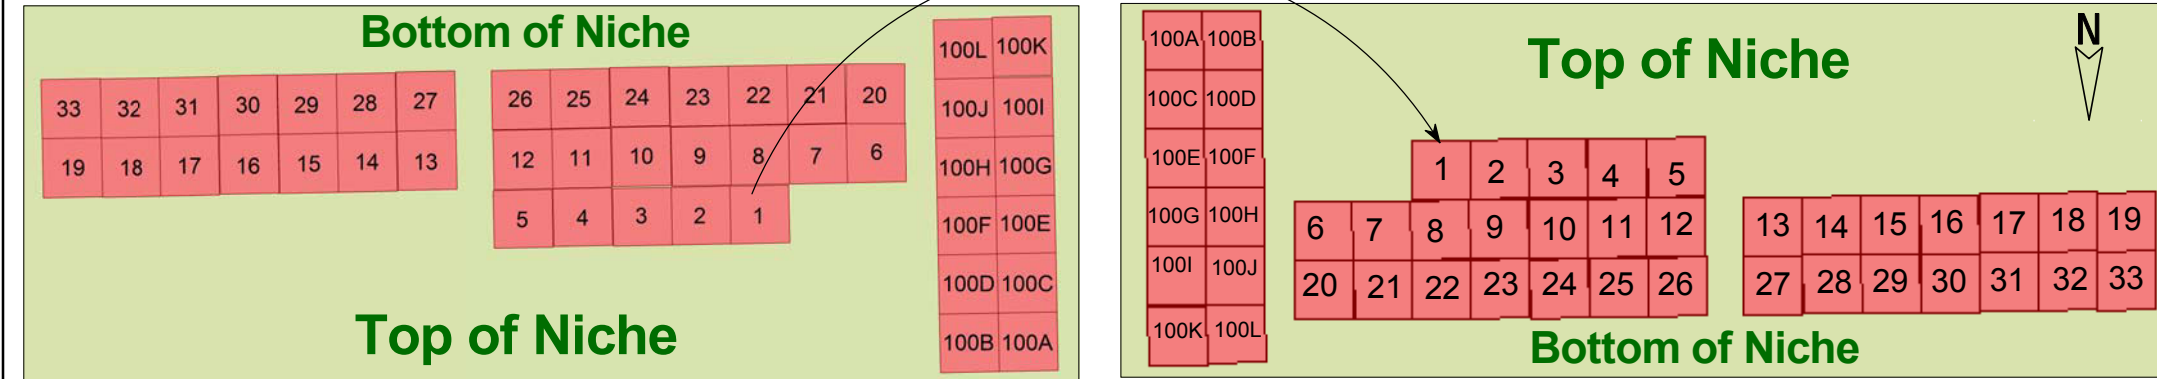 Bottom of Niche
33 32 31 30 29 28 27
19 18 17 16 15 14 13
26 25 24 23 22 21 20
12 11 10 9 8 7 6
5 4 3 2 1
100L 100K
100J 100I
100H 100G
100F 100E
100D 100C
100B 100A
Top of Niche
100A 100B
100C 100D
100E 100F
100G 100H
100I 100J
100K 100L
Top of Niche
N
1 2 3 4 5
6 7 8 9 10 11 12
20 21 22 23 24 25 26
13 14 15 16 17 18 19
27 28 29 30 31 32 33
Bottom of Niche